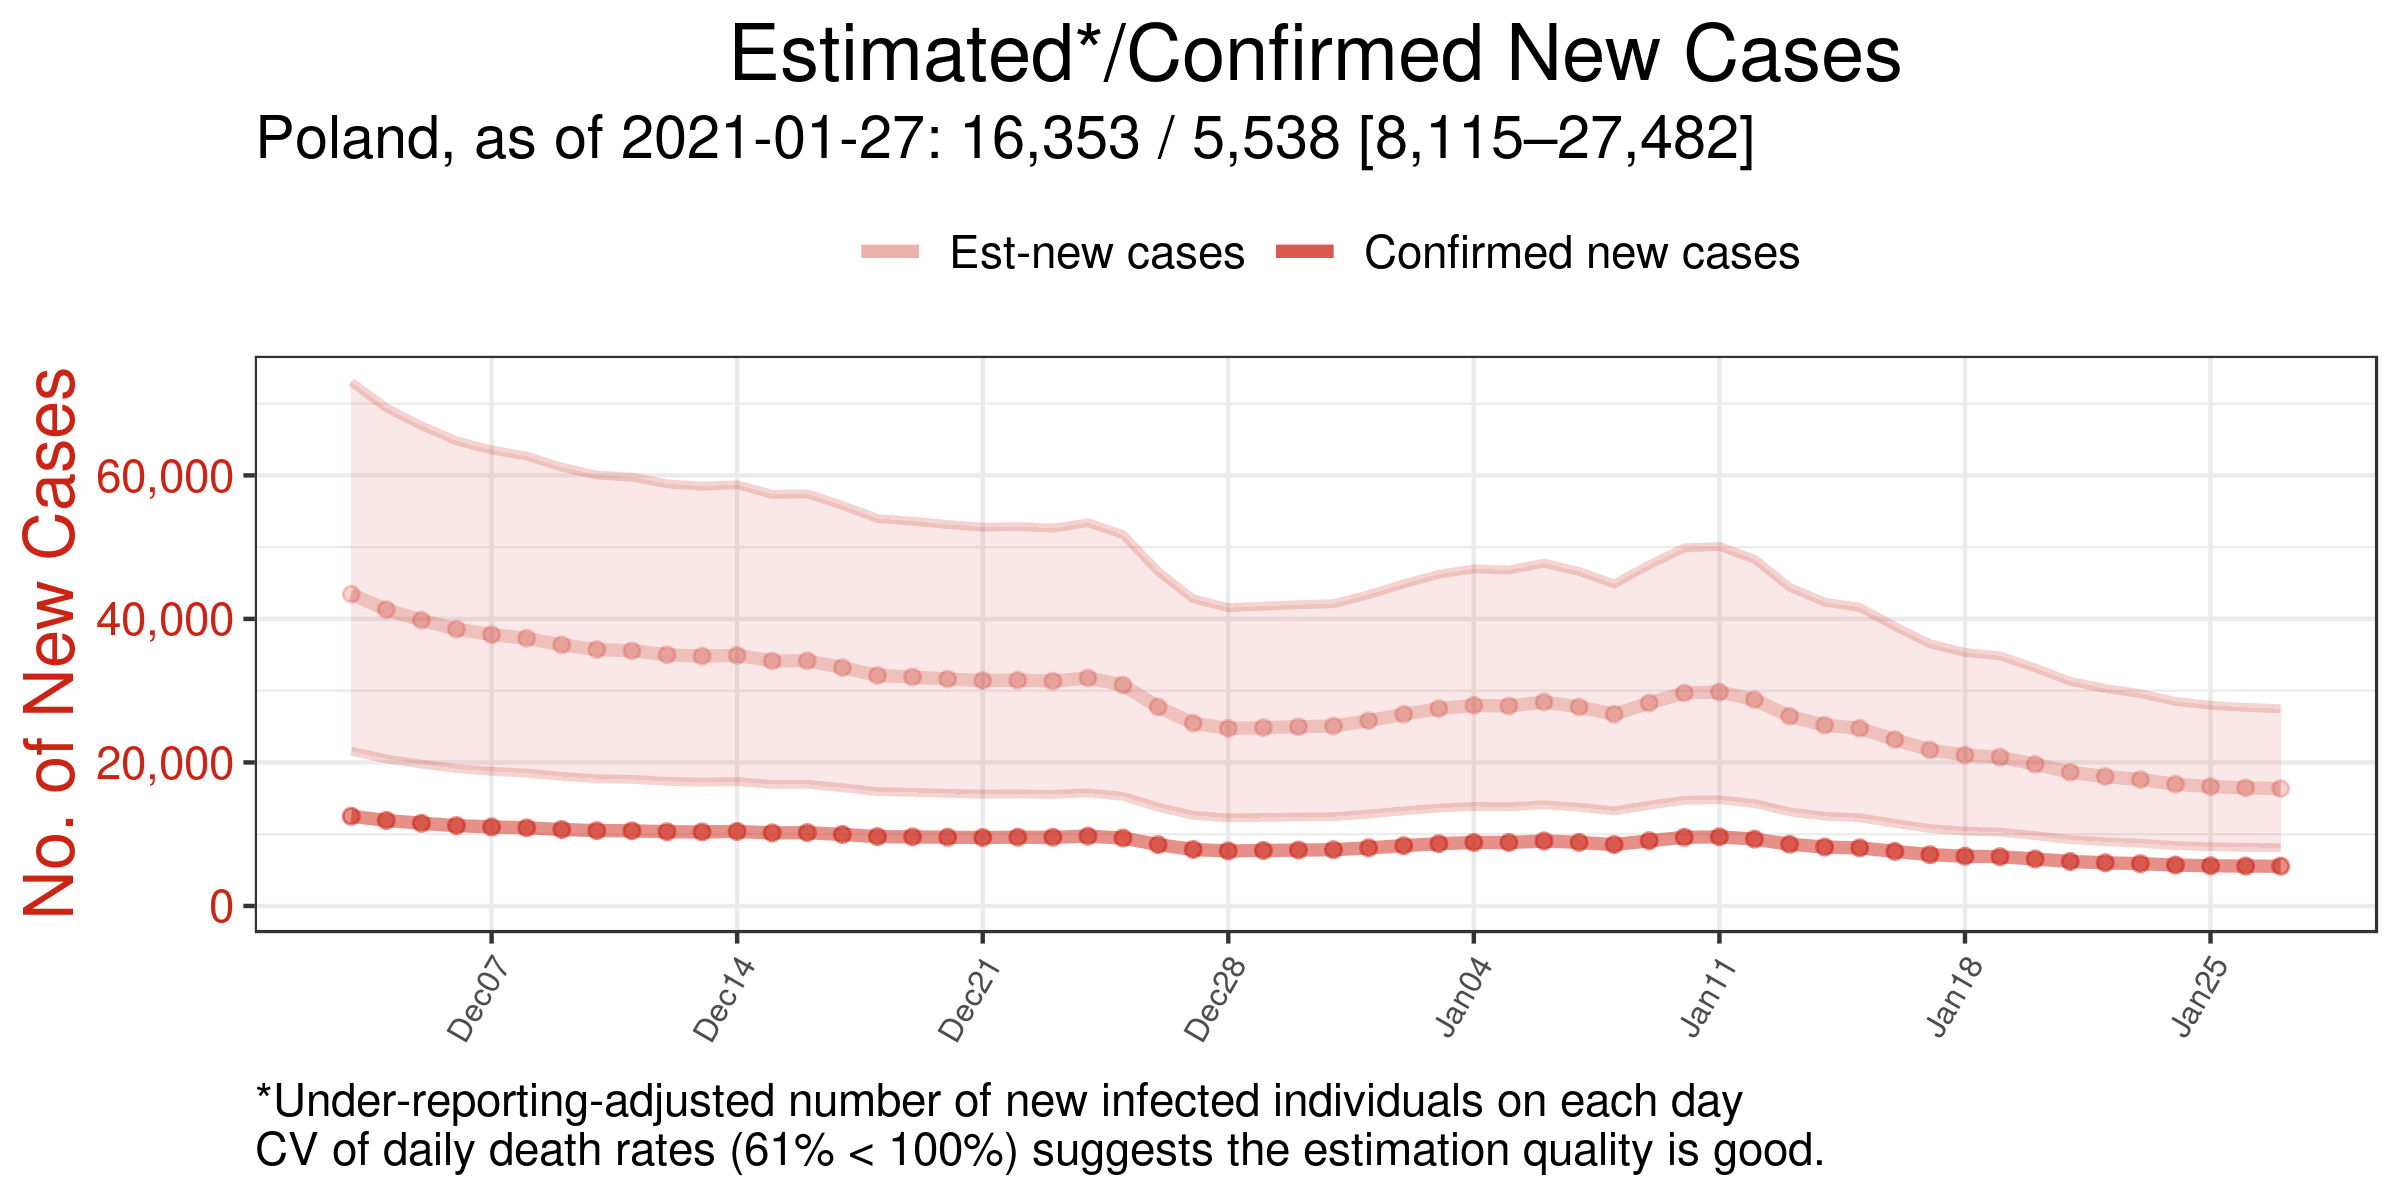 Estimated*/Confirmed New Cases
Poland, as of 2021-01-27: 16,353 / 5,538 [8,115–27,482]
Est-new cases
Confirmed new cases
No. of New Cases
60,000
40,000
20,000
0
Dec07
Dec14
Dec21
Dec28
Jan04
Jan11
Jan18
Jan25
*Under-reporting-adjusted number of new infected individuals on each day
CV of daily death rates (61% < 100%) suggests the estimation quality is good.